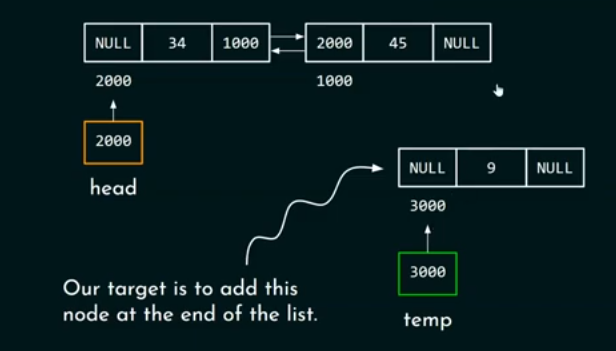 NULL 34 1000 2000 45 NULL
2000 1000
2000
head
NULL 9 NULL
3000
3000
temp
Our target is to add this
node at the end of the list.